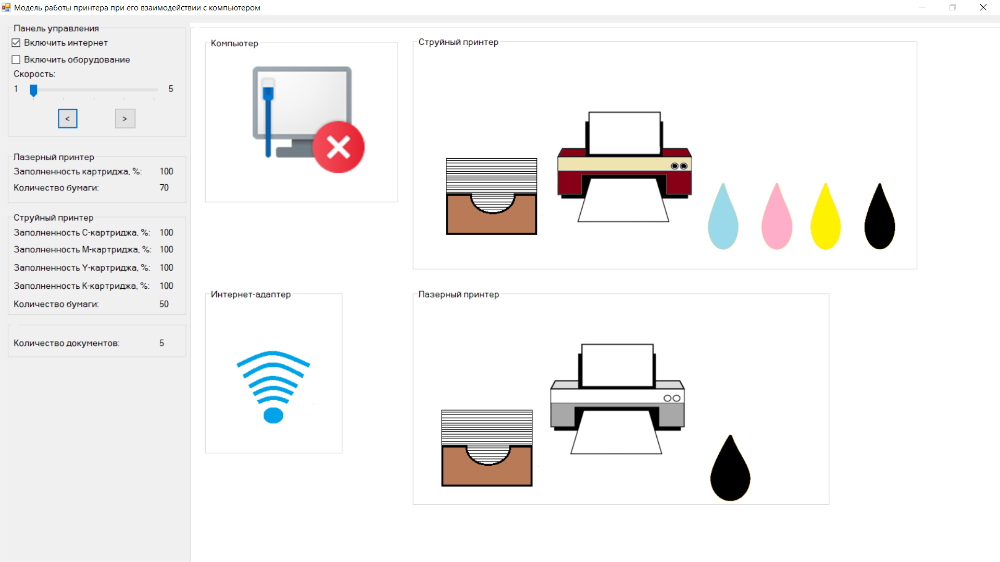 Модель работы принтера при его взаимодействии с компьютером
Панель управления
Включить интернет
Включить оборудование
Скорость:
1 5
< >
Лазерный принтер
Заполненность картриджа, %: 100
Количество бумаги: 70
Струйный принтер
Заполненность C-картриджа, %: 100
Заполненность M-картриджа, %: 100
Заполненность Y-картриджа, %: 100
Заполненность K-картриджа, %: 100
Количество бумаги: 50
Количество документов: 5
Компьютер
Струйный принтер
Интернет-адаптер
Лазерный принтер